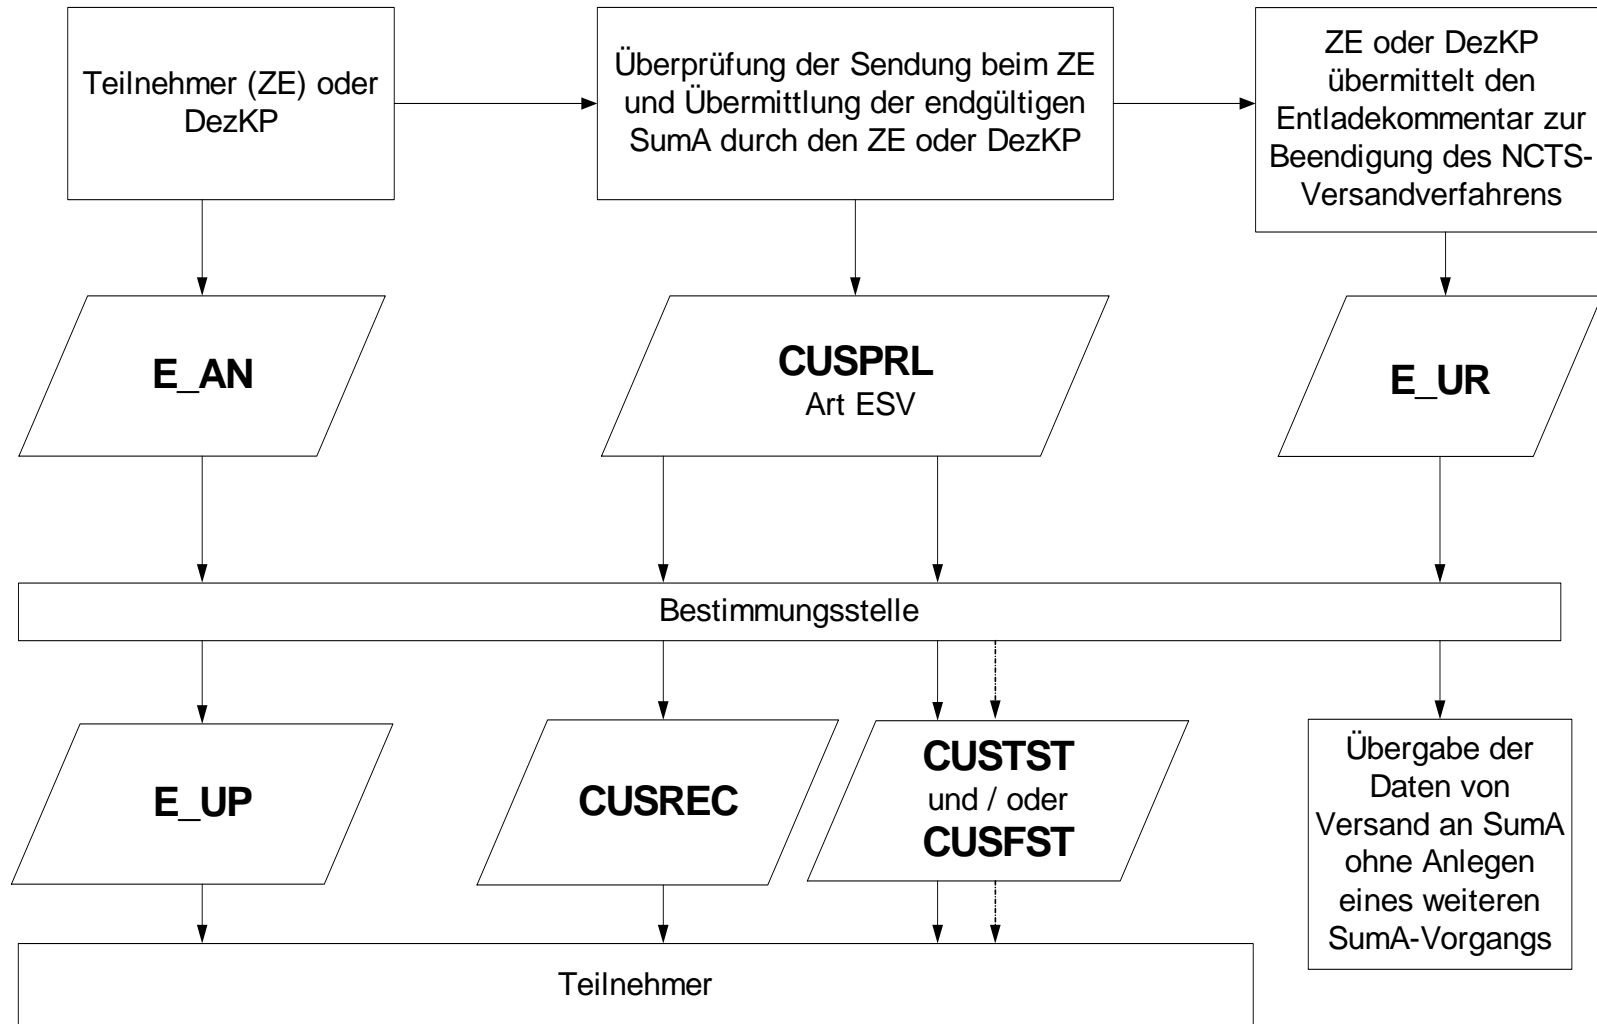 Teilnehmer (ZE) oder
DezKP
Überprüfung der Sendung beim ZE
und Übermittlung der endgültigen
SumA durch den ZE oder DezKP
ZE oder DezKP
übermittelt den
Entladekommentar zur
Beendigung des NCTS-
Versandverfahrens
E_AN
CUSPRL
Art ESV
E_UR
Bestimmungsstelle
E_UP
CUSREC
CUSTST
und / oder
CUSFST
Übergabe der
Daten von
Versand an SumA
ohne Anlegen
eines weiteren
SumA-Vorgangs
Teilnehmer